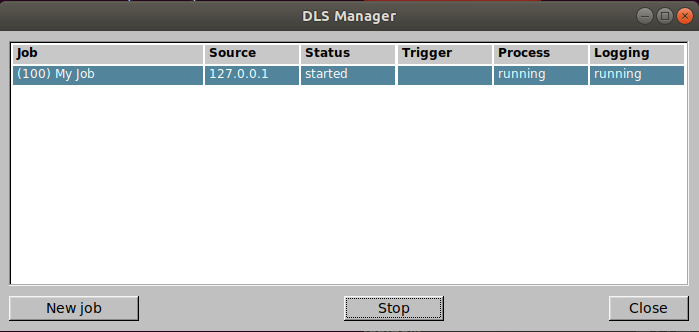 DLS Manager
Job Source Status Trigger Process Logging
(100) My Job 127.0.0.1 started running running
New job Stop Close